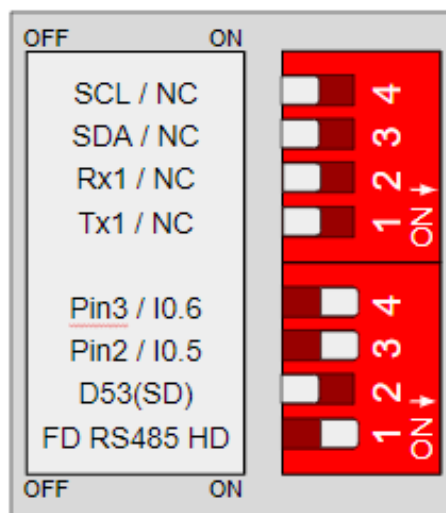 OFF ON
SCL / NC
SDA / NC
Rx1 / NC
Tx1 / NC
Pin3 / I0.6
Pin2 / I0.5
D53(SD)
FD RS485 HD
OFF ON
4
3
2
1
ON
4
3
2
1
ON